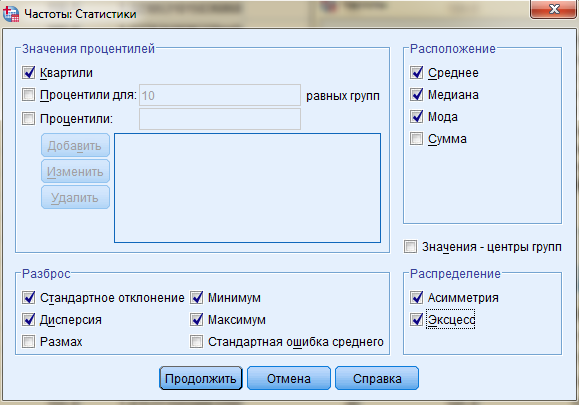 Частоты: Статистики
Значения процентилей
Квартили
Процентили для: 10 равных групп
Процентили:
Добавить
Изменить
Удалить
Расположение
Среднее
Медиана
Мода
Сумма
Значения - центры групп
Разброс
Стандартное отклонение
Минимум
Дисперсия
Максимум
Размах
Стандартная ошибка среднего
Распределение
Асимметрия
Эксцесс
Продолжить
Отмена
Справка